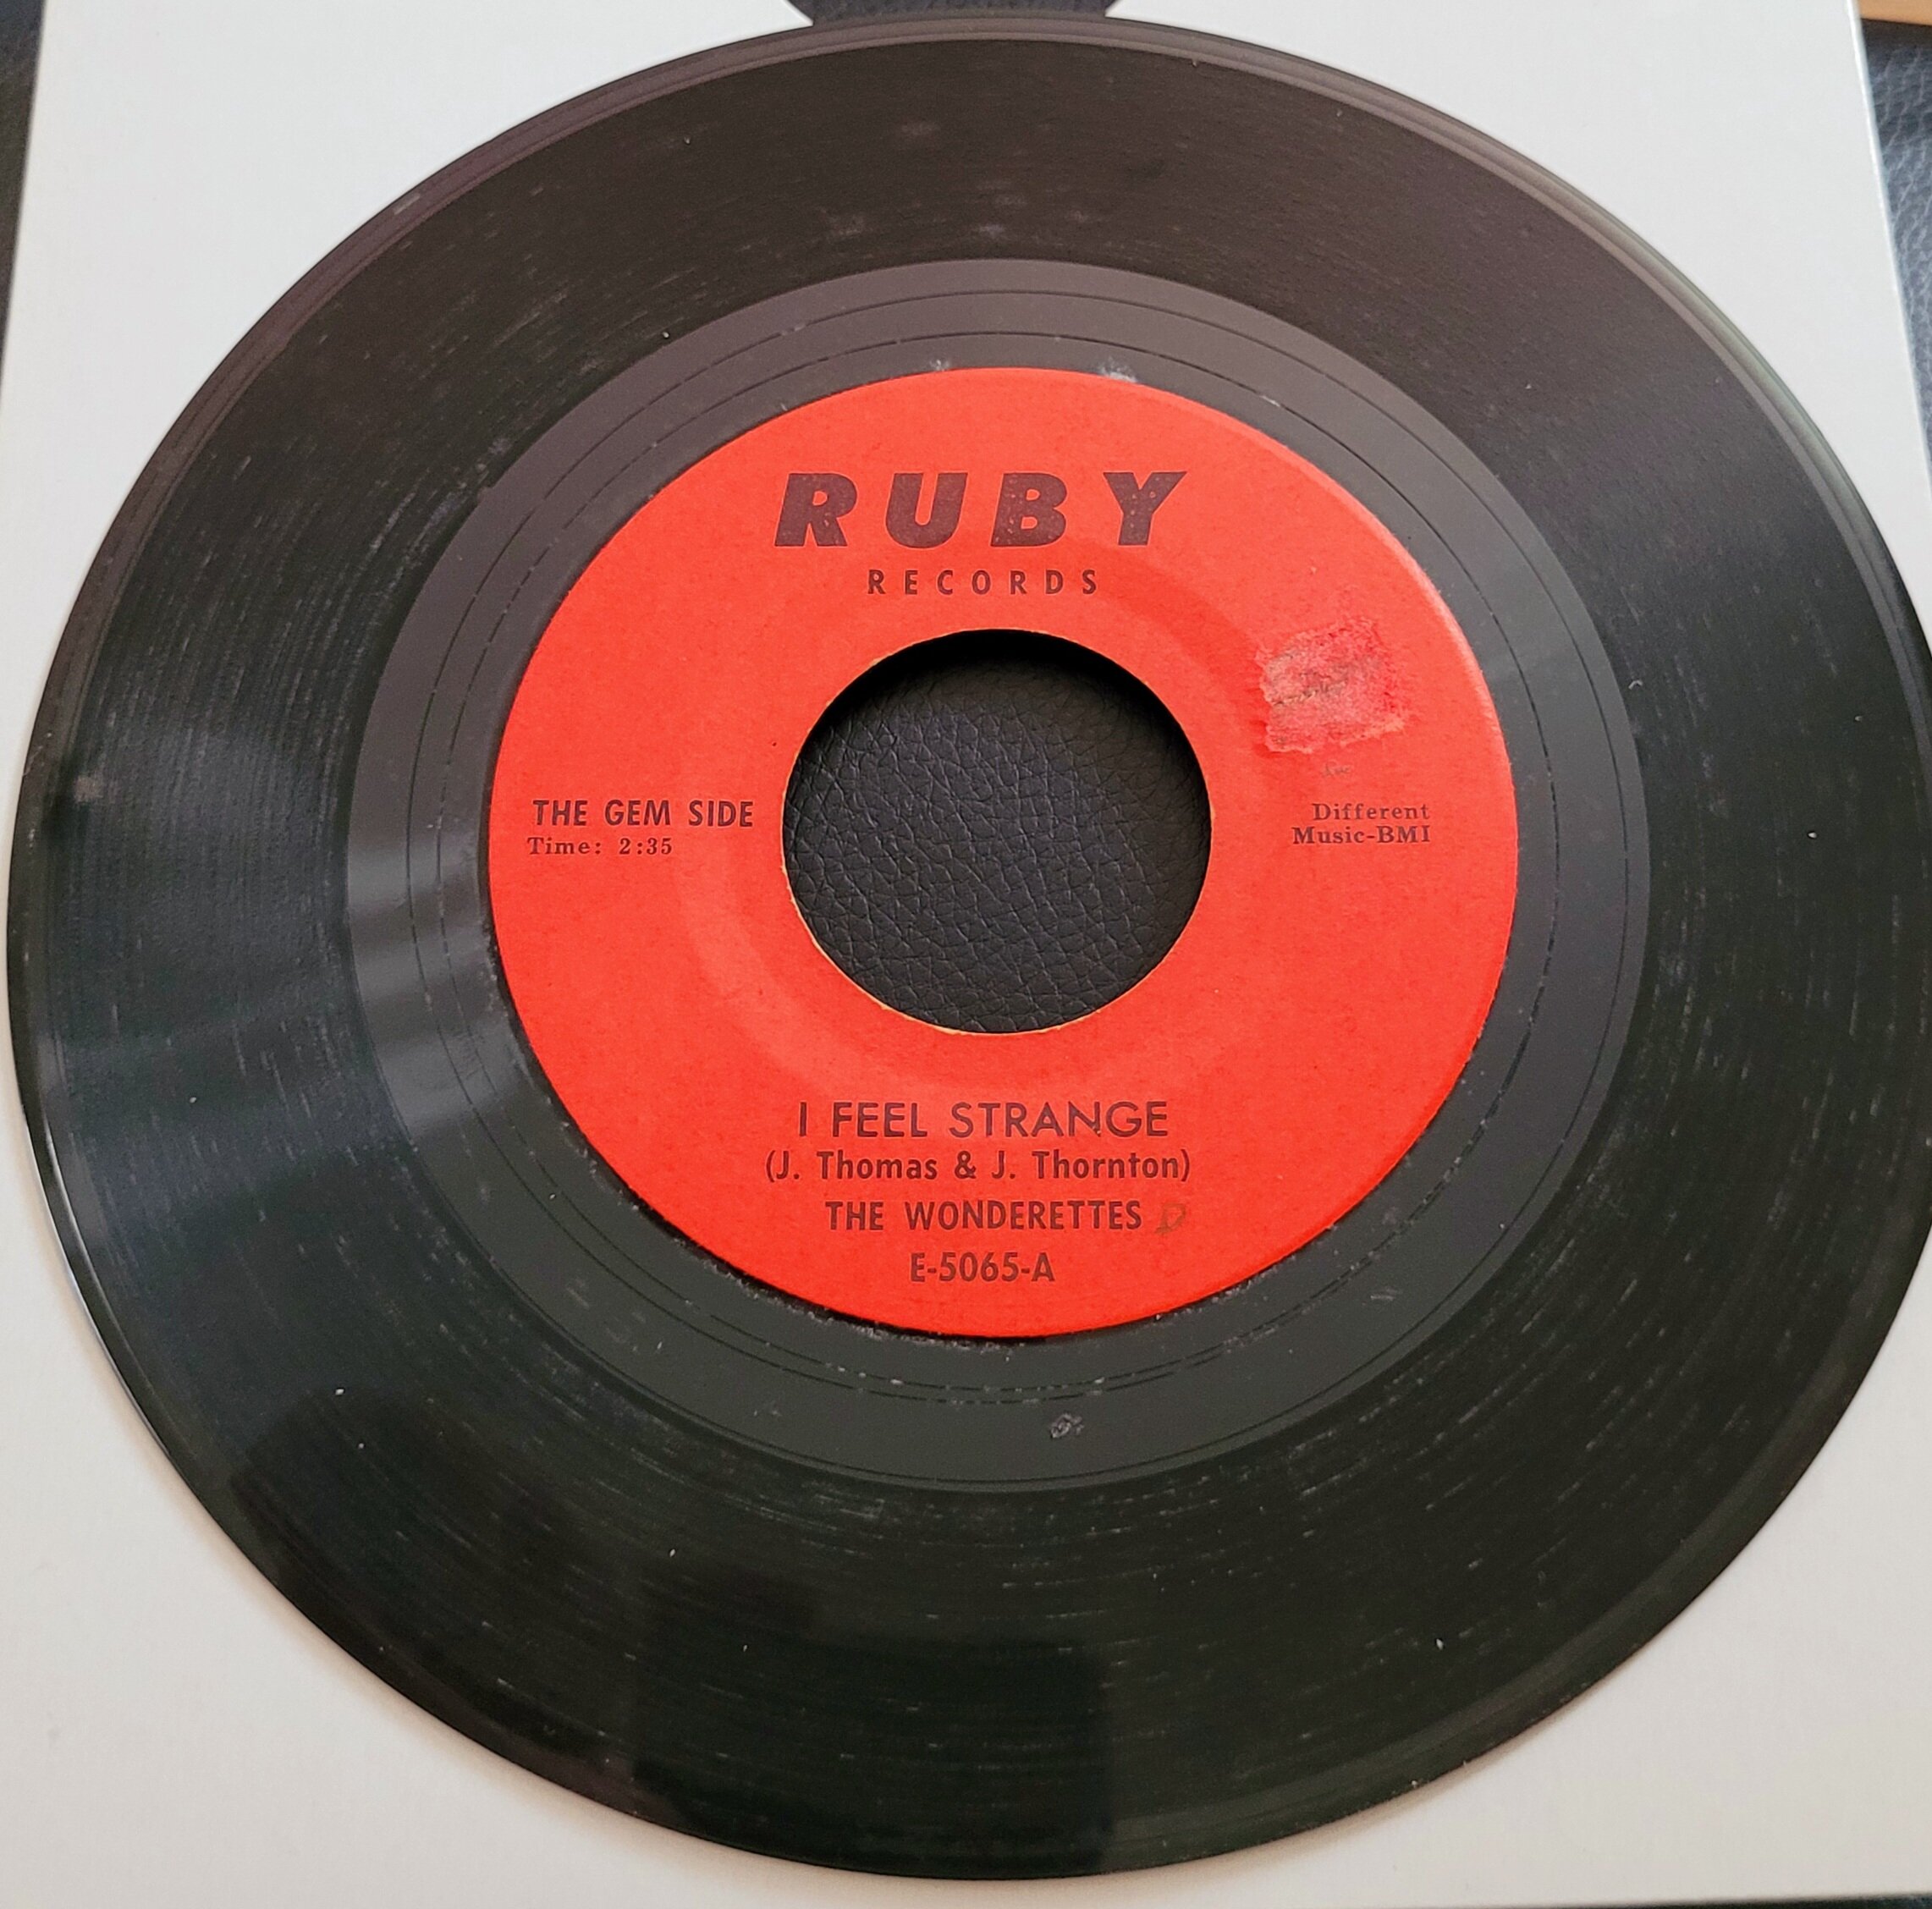 RUBY
RECORDS
THE GEM SIDE
Time: 2:35
Different
Music-BMI
I FEEL STRANGE
(J. Thomas & J. Thornton)
THE WONDERETTES
E-5065-A